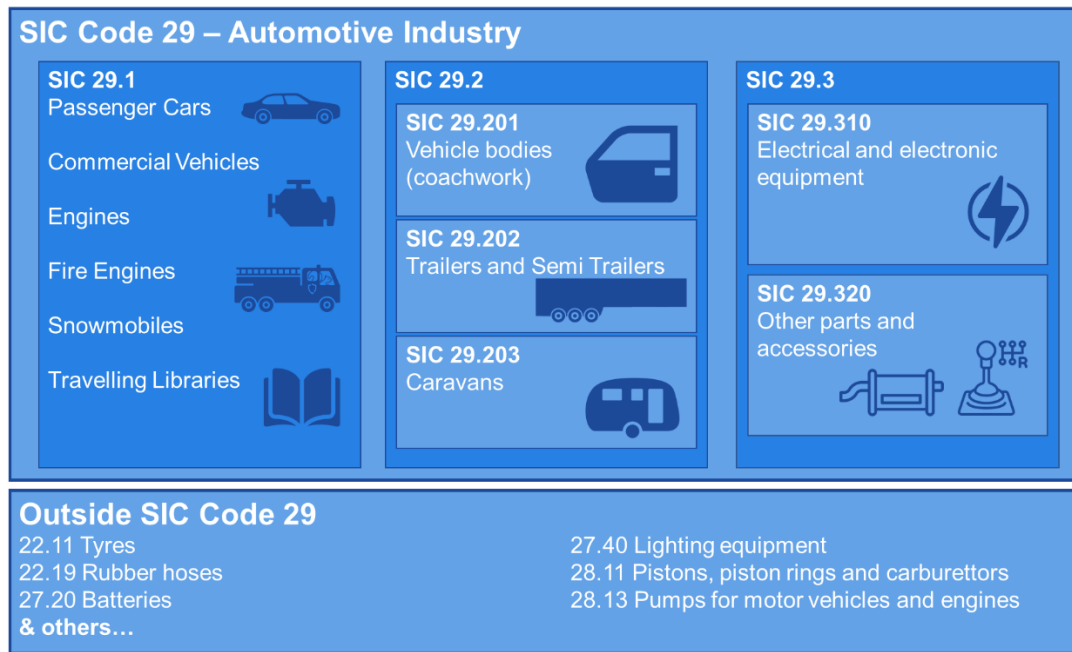 SIC Code 29 – Automotive Industry
SIC 29.1
Passenger Cars
Commercial Vehicles
Engines
Fire Engines
Snowmobiles
Travelling Libraries
SIC 29.2
SIC 29.201
Vehicle bodies
(coachwork)
SIC 29.202
Trailers and Semi Trailers
SIC 29.203
Caravans
SIC 29.3
SIC 29.310
Electrical and electronic
equipment
SIC 29.320
Other parts and
accessories
R
Outside SIC Code 29
22.11 Tyres
22.19 Rubber hoses
27.20 Batteries
& others…
27.40 Lighting equipment
28.11 Pistons, piston rings and carburettors
28.13 Pumps for motor vehicles and engines